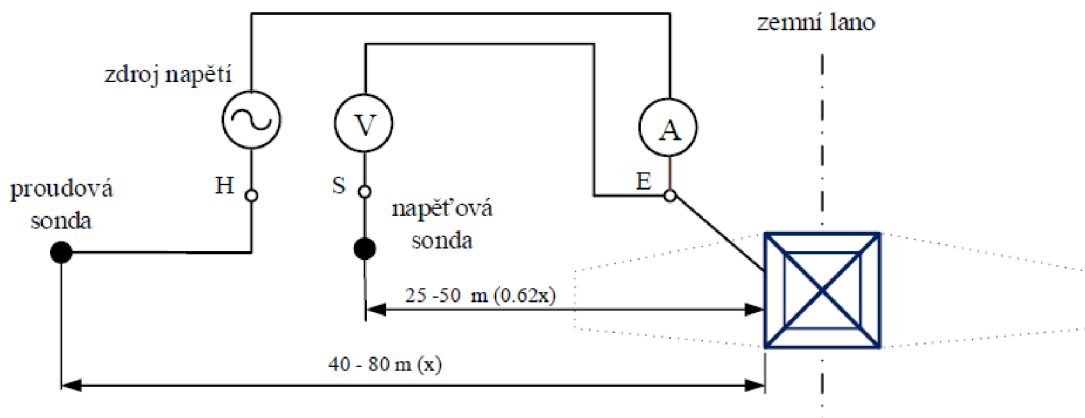 zemní lano
zdroj napětí
V
A
H
S
E
proudová
sonda
napěťová
sonda
25 -50 m (0.62x)
40 - 80 m (x)